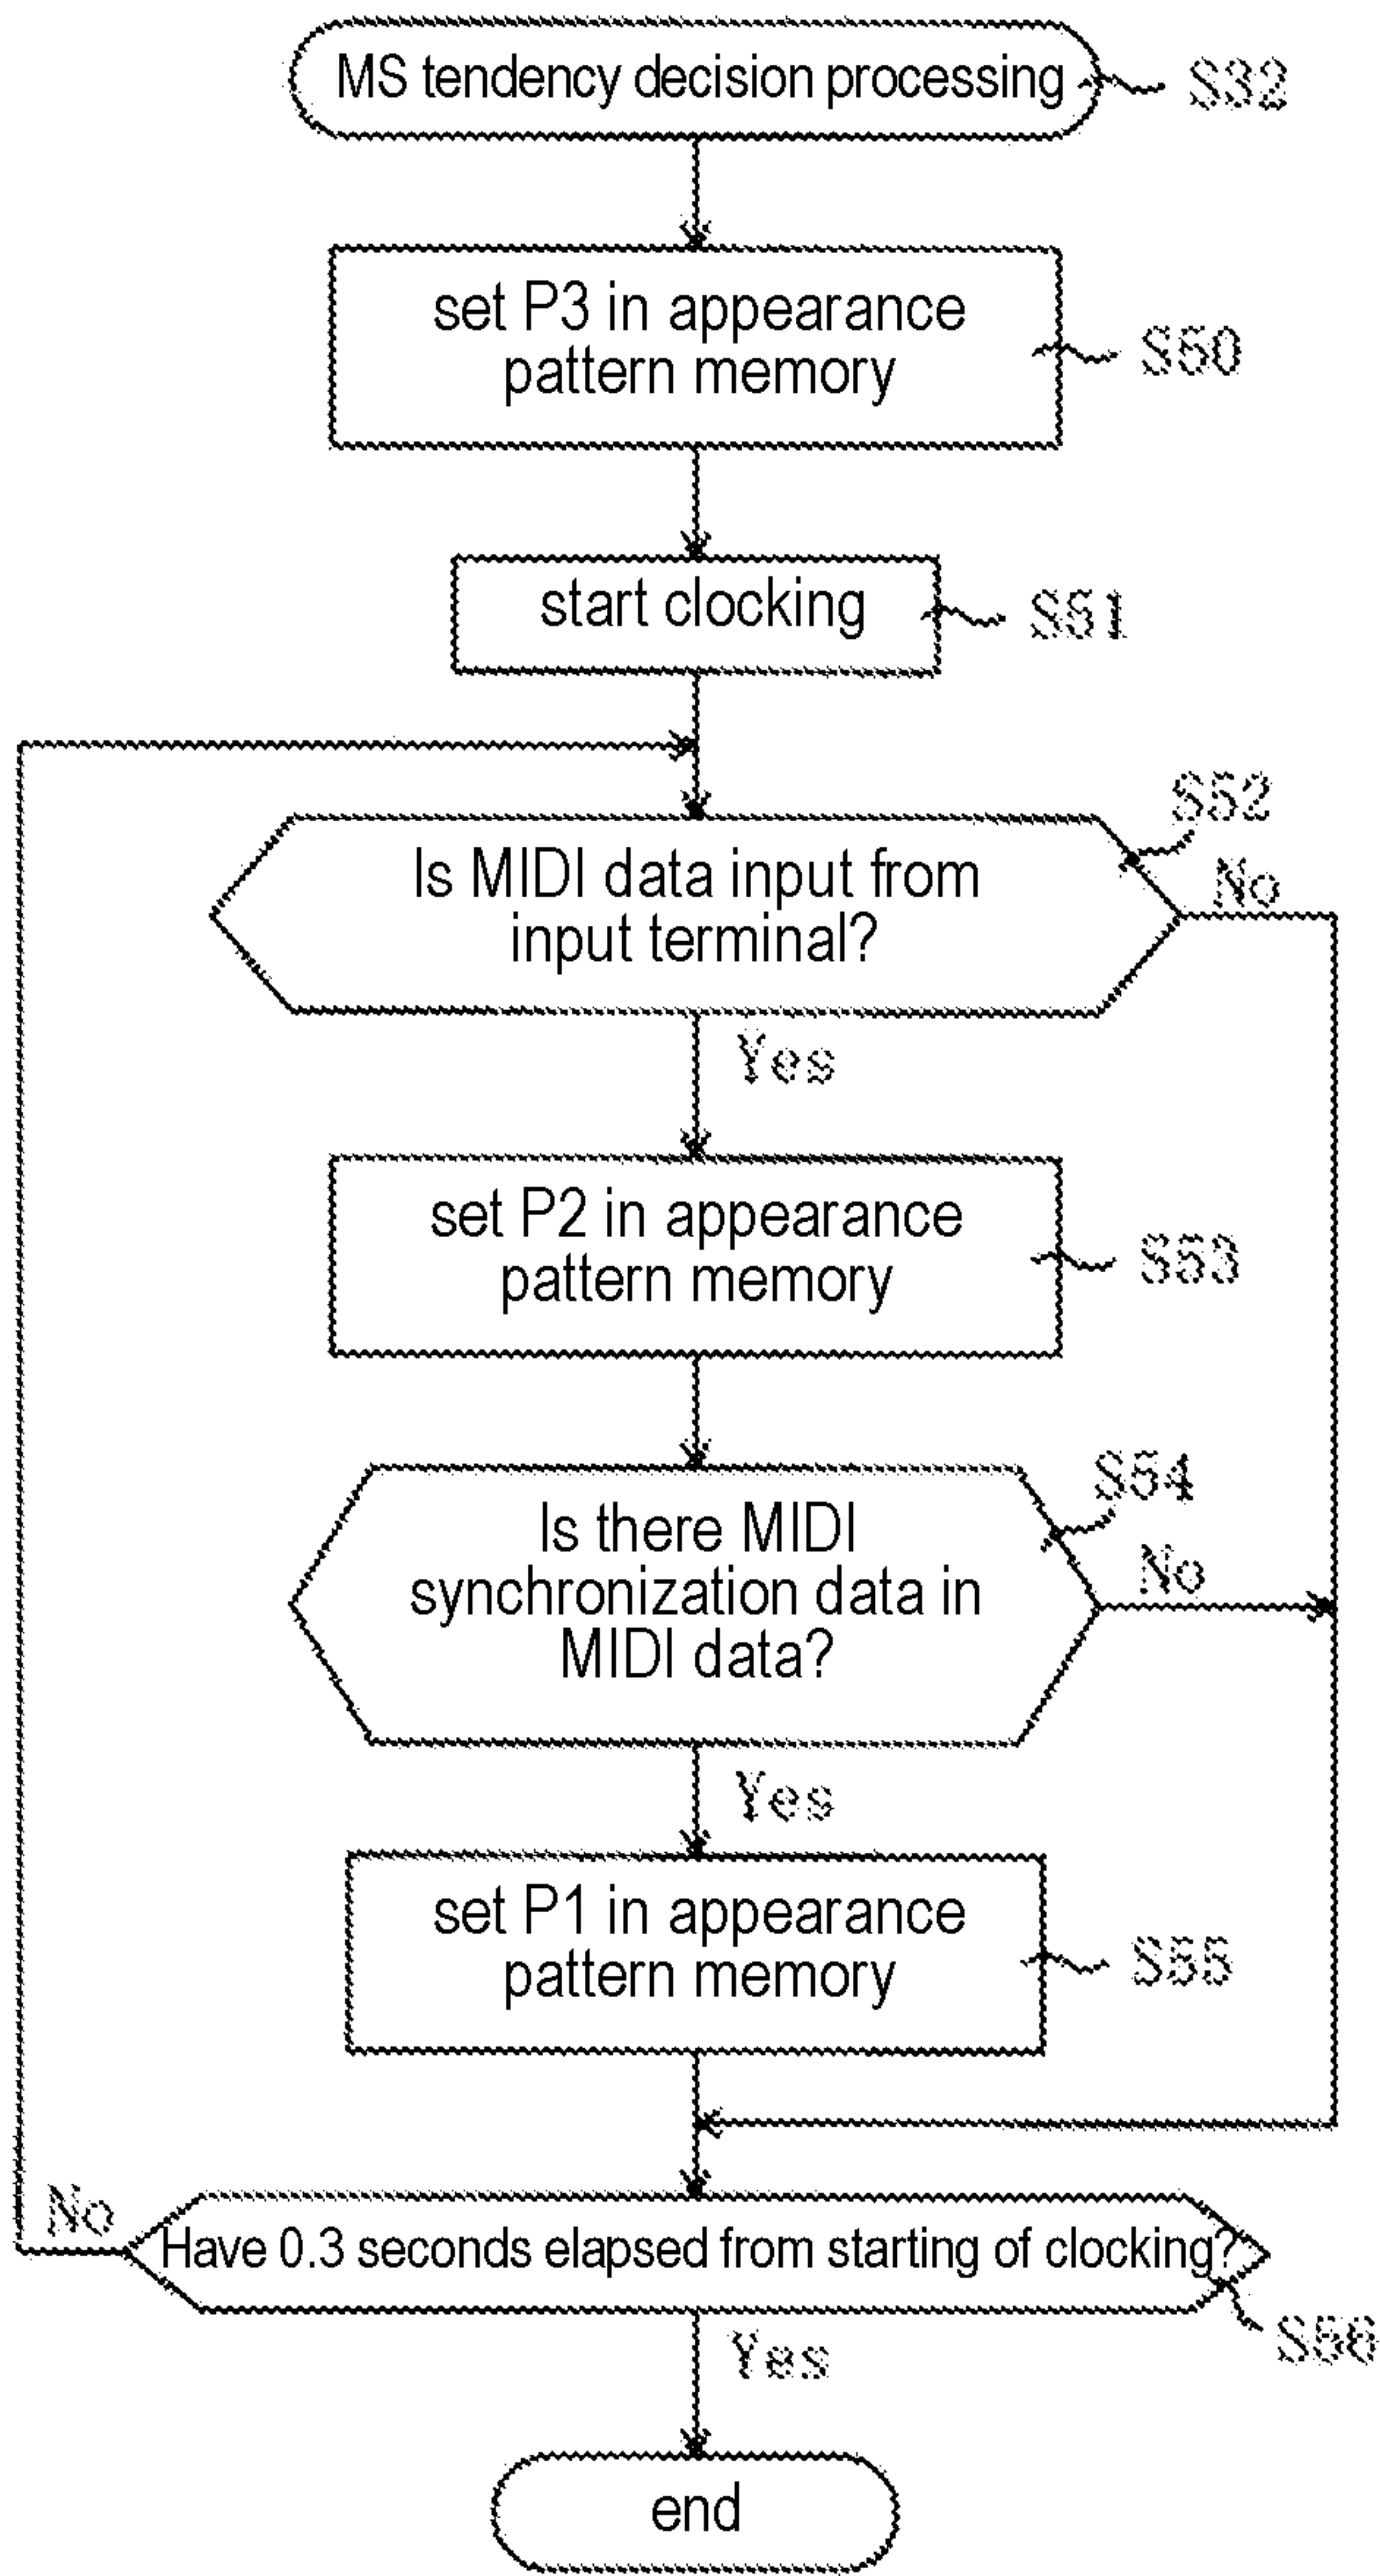 MS tendency decision processing
S32
set P3 in appearance
pattern memory
S50
start clocking
S51
S52
Is MIDI data input from
input terminal?
No
Yes
set P2 in appearance
pattern memory
S53
S54
Is there MIDI
synchronization data in
MIDI data?
No
Yes
set P1 in appearance
pattern memory
S55
No
Have 0.3 seconds elapsed from starting of clocking?
S56
Yes
end